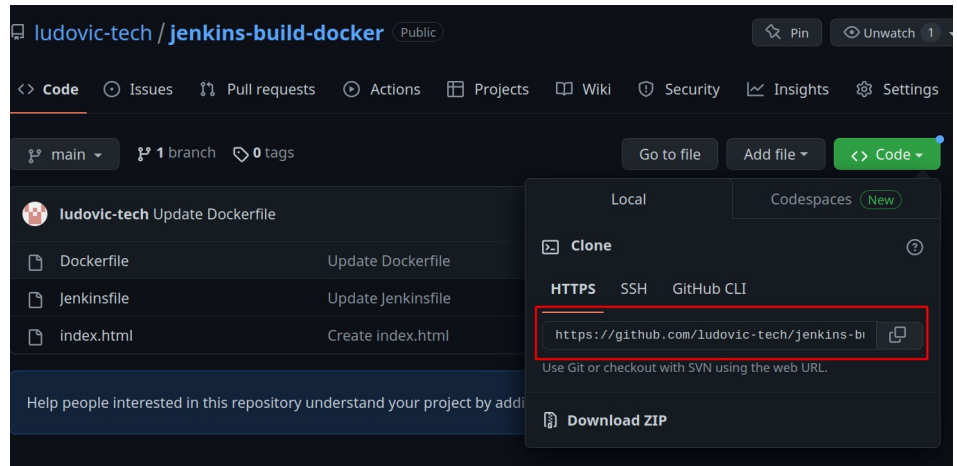 ludovic-tech / jenkins-build-docker Public Pin Unwatch 1
Code Issues Pull requests Actions Projects Wiki Security Insights Settings
main 1 branch 0 tags Go to file Add file Code
ludovic-tech Update Dockerfile
Dockerfile Update Dockerfile
Jenkinsfile Update Jenkinsfile
index.html Create index.html
Help people interested in this repository understand your project by addi
Local Codespaces New
Clone
HTTPS SSH GitHub CLI
https://github.com/ludovic-tech/jenkins-bu
Use Git or checkout with SVN using the web URL.
Download ZIP